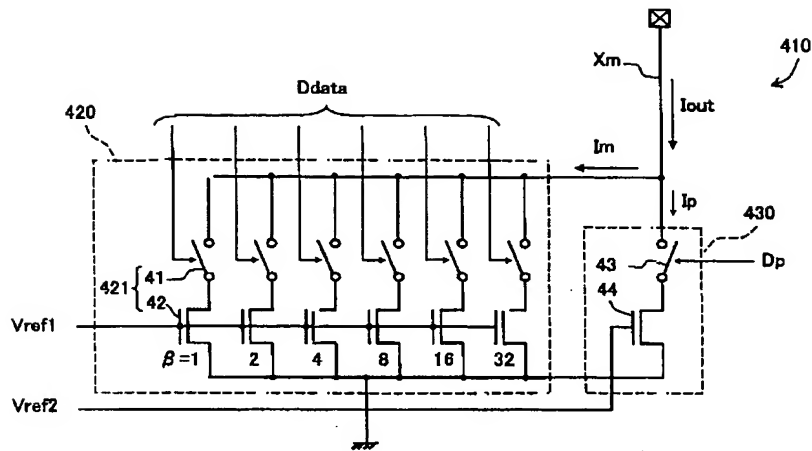 410
Xm
Ddata
Iout
420
Im
Ip
430
41
43
Dp
421
42
44
Vref1
β=1 2 4 8 16 32
Vref2